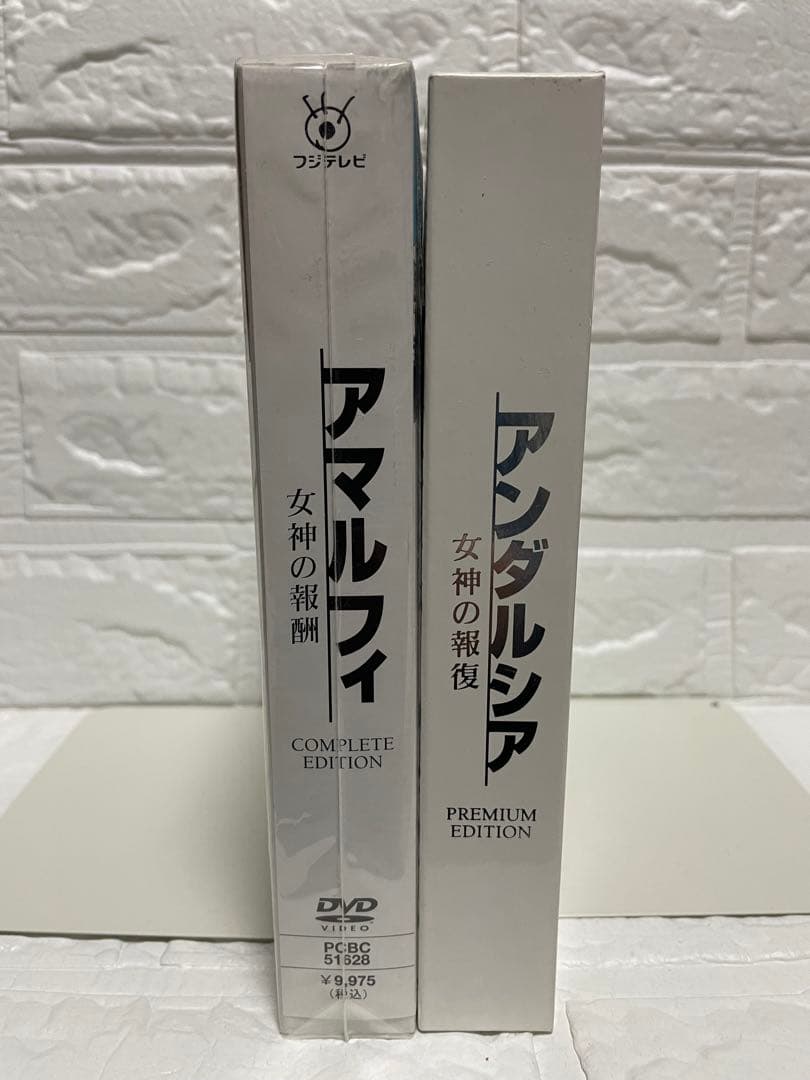 フジテレビ
アマルフィ
女神の報酬
COMPLETE
EDITION
DVD
VIDEO
PCBC
51628
¥9,975
(税込)
アンダルシア
女神の報復
PREMIUM
EDITION